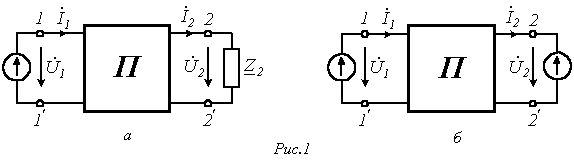 1 İ₁ İ₂ 2 1 İ₁ İ₂ 2
U̇₁ П U̇₂ Z₂ U̇₁ П U̇₂
1' 2' 1' 2'
а б
Рис.1